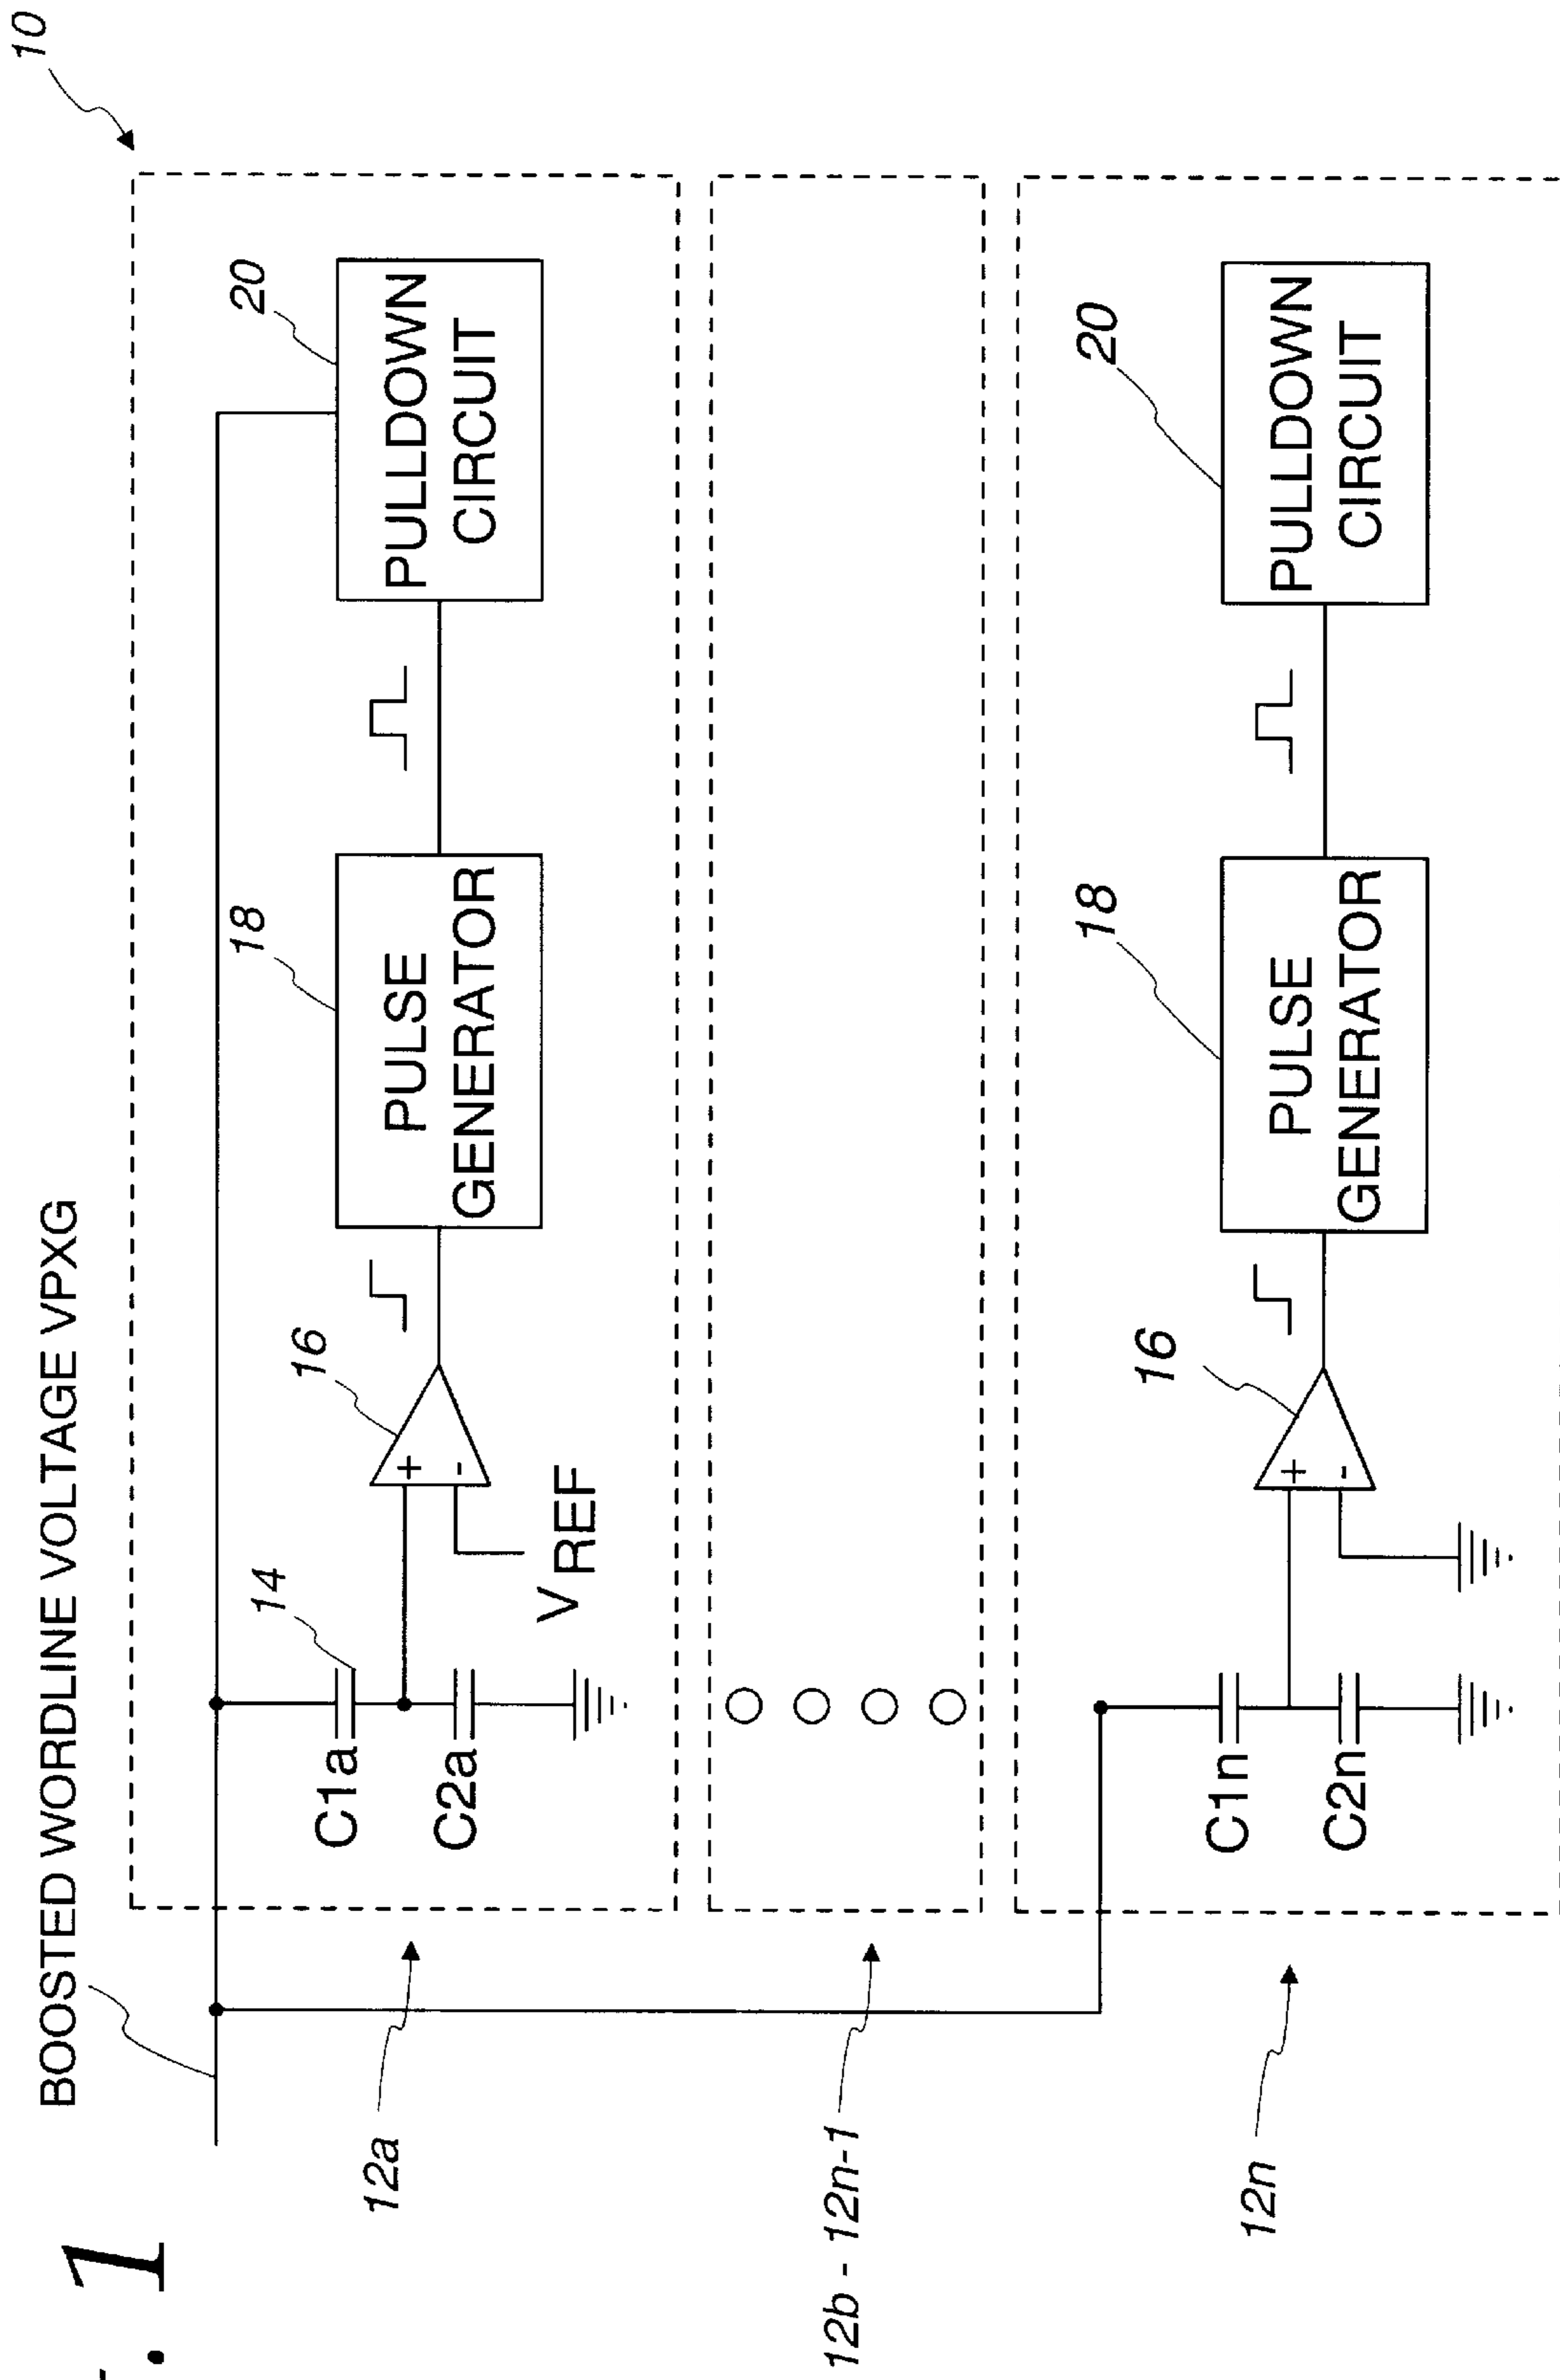 10
BOOSTED WORDLINE VOLTAGE VPXG
12a
C1a
C2a
14
+
-
V REF
16
PULSE
GENERATOR
18
PULLDOWN
CIRCUIT
20
12b - 12n-1
12n
C1n
C2n
+
-
16
PULSE
GENERATOR
18
PULLDOWN
CIRCUIT
20
. 1